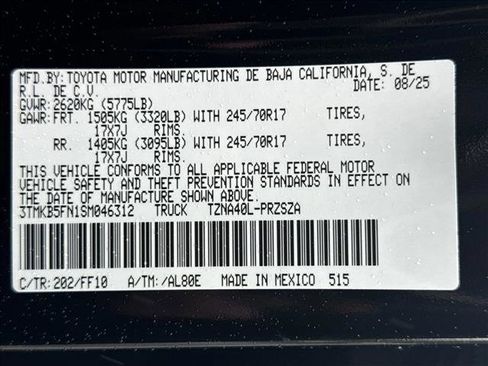 MFD.BY:TOYOTA MOTOR MANUFACTURING DE BAJA CALIFORNIA, S. DE
R.L. DE C.V. DATE: 08/25
GVWR:2620KG (5775LB)
GAWR:FRT. 1505KG (3320LB) WITH 245/70R17 TIRES,
17X7J RIMS.
RR. 1405KG (3095LB) WITH 245/70R17 TIRES,
17X7J RIMS.
THIS VEHICLE CONFORMS TO ALL APPLICABLE FEDERAL MOTOR
VEHICLE SAFETY AND THEFT PREVENTION STANDARDS IN EFFECT ON
THE DATE OF MANUFACTURE SHOWN ABOVE.
3TMKB5FN1SM046312 TRUCK TZNA40L-PRZSZA
C/TR:202/FF10 A/TM:/AL80E MADE IN MEXICO 515